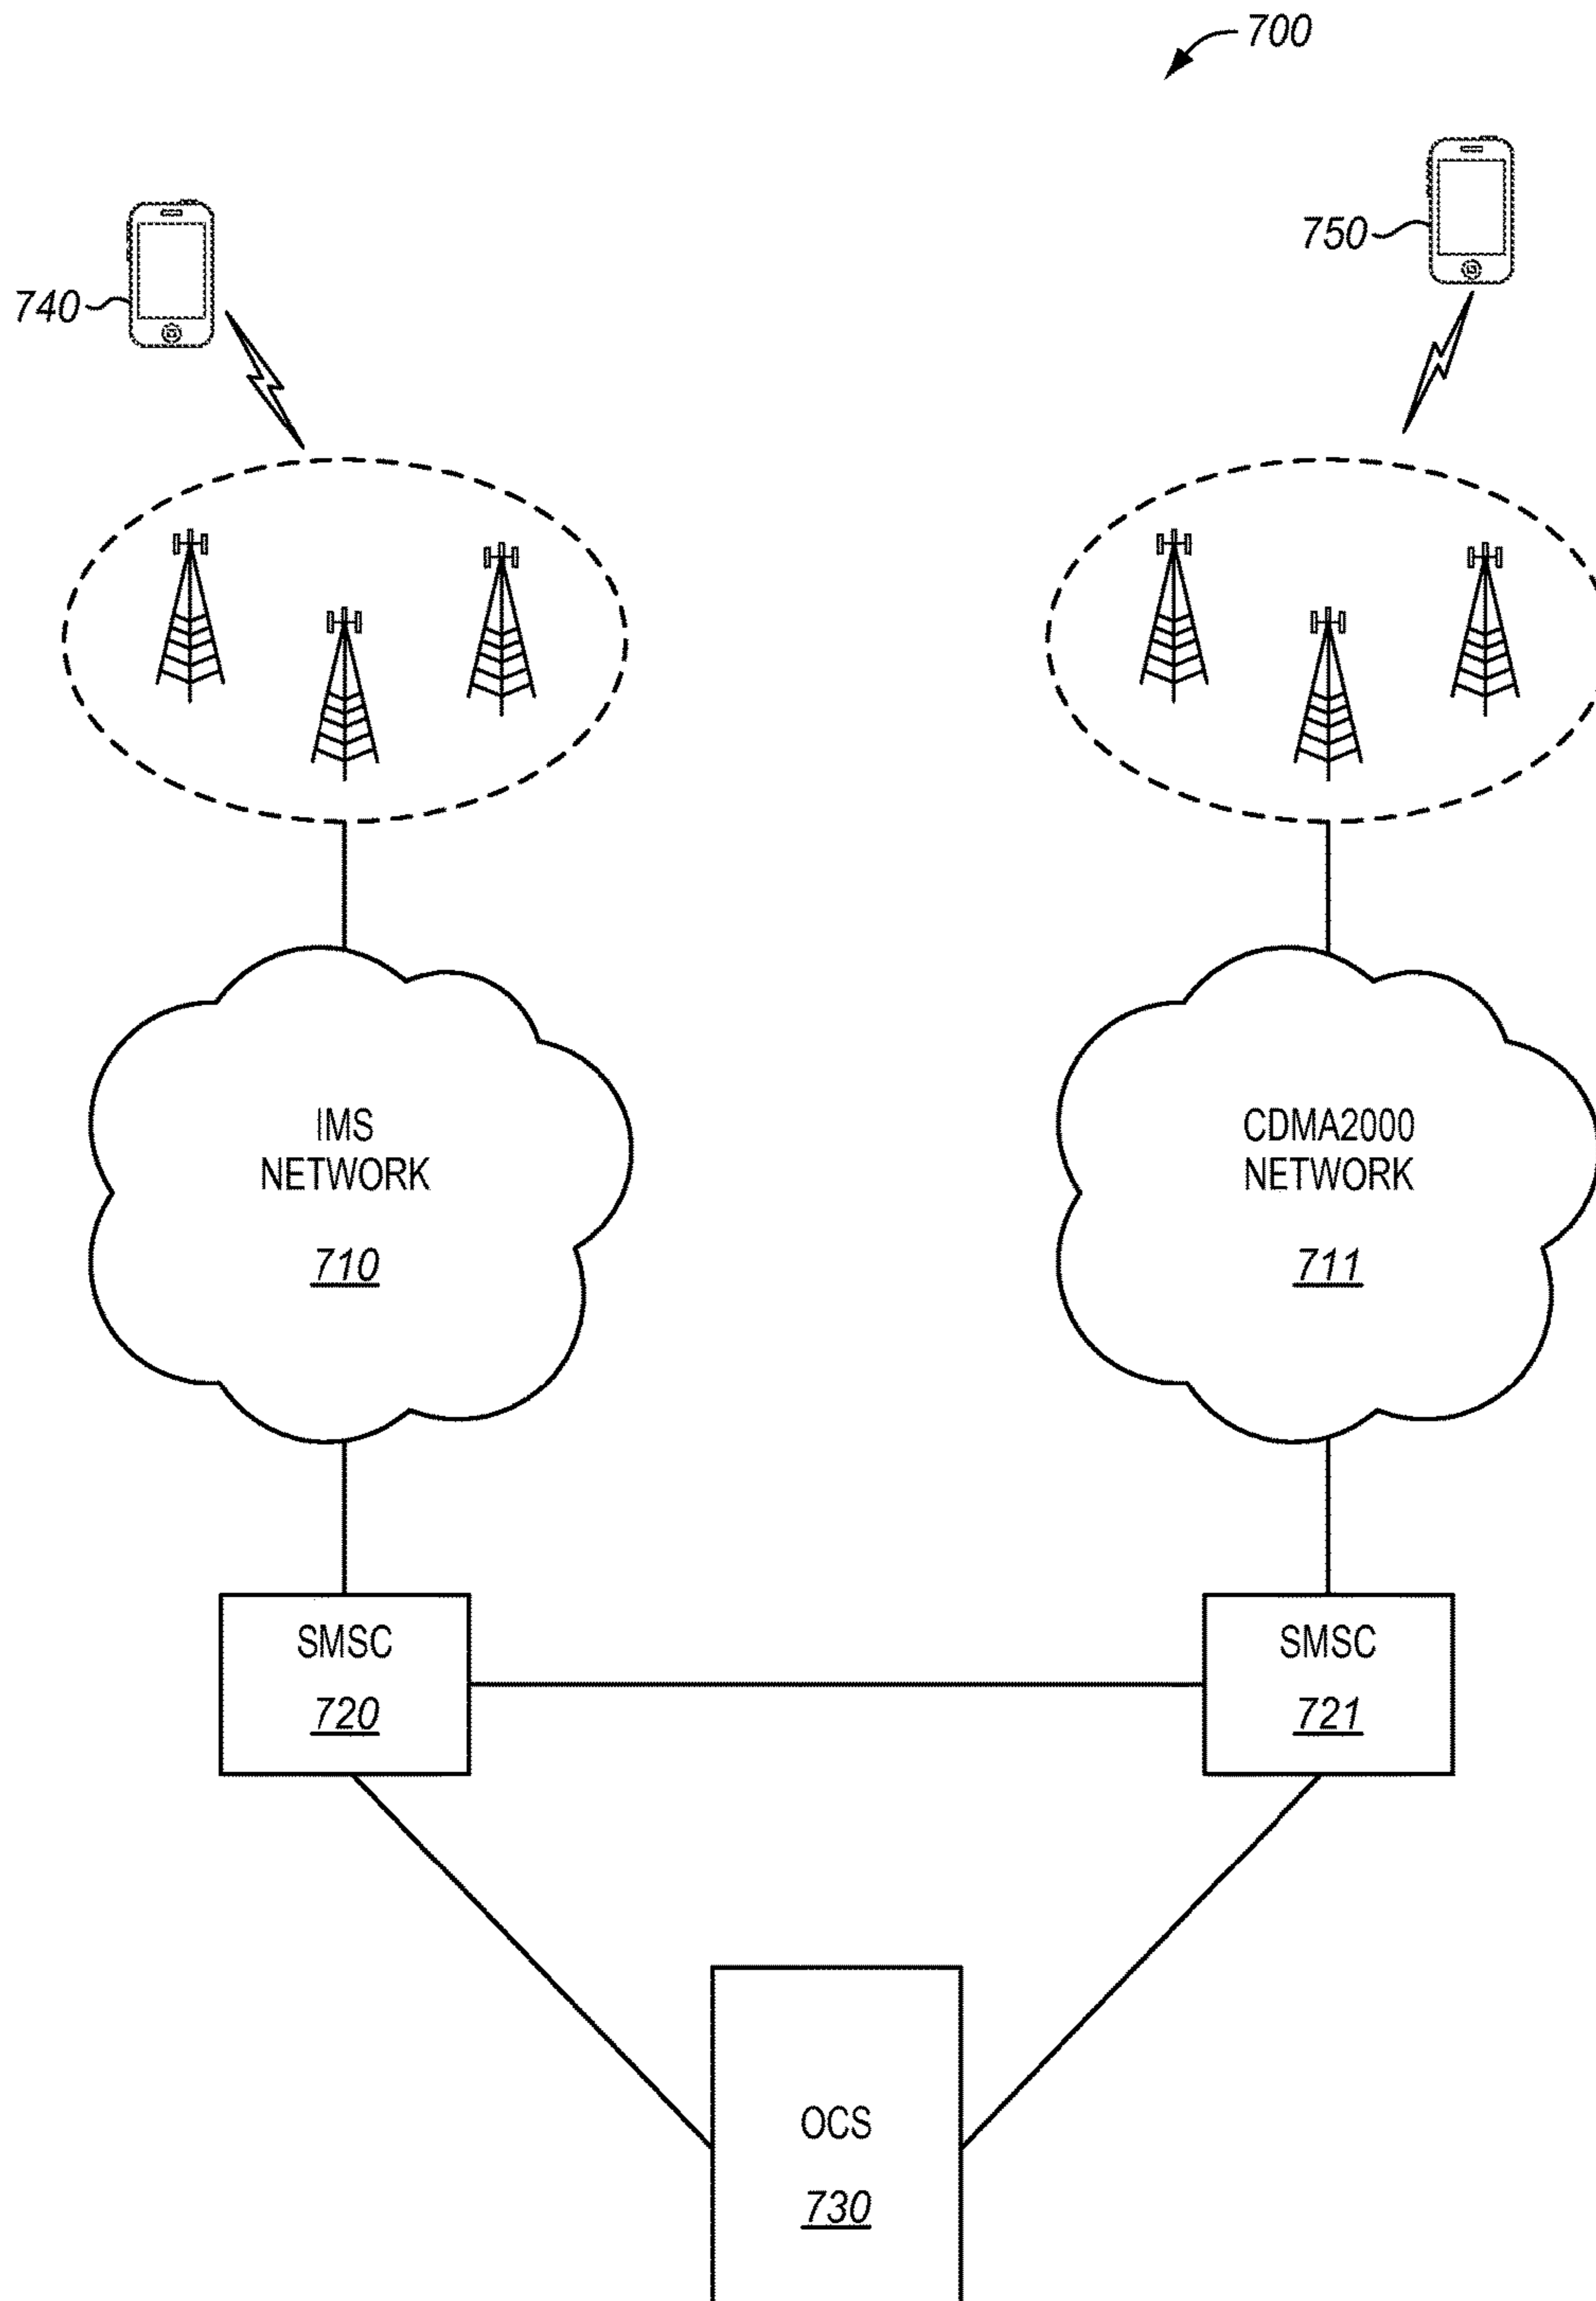 700
750
740
IMS
NETWORK
710
CDMA2000
NETWORK
711
SMSC
720
SMSC
721
OCS
730